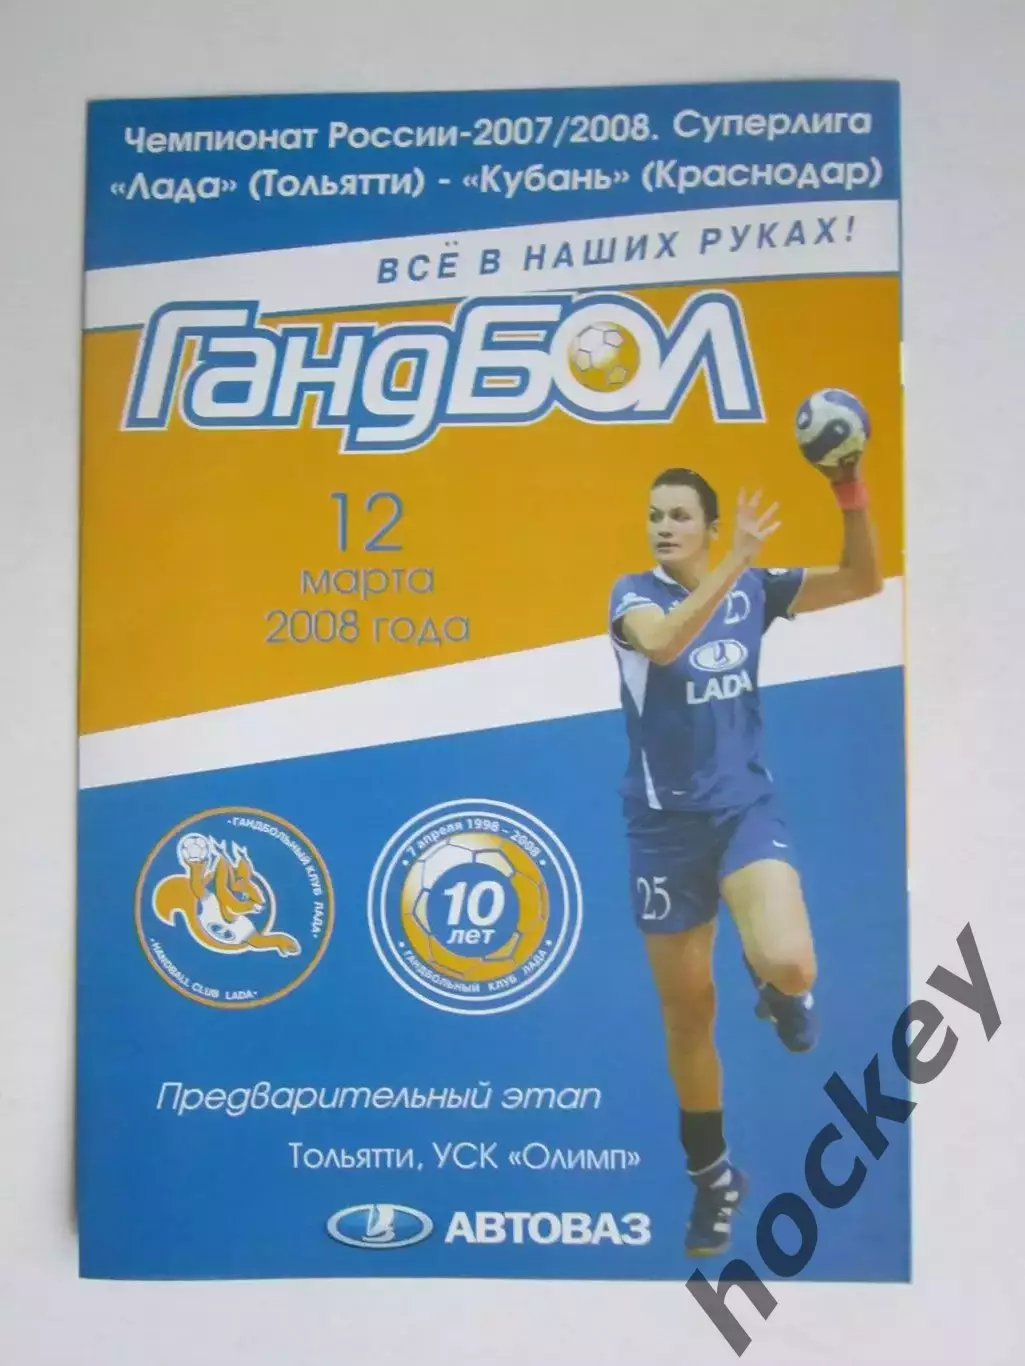 Чемпионат России-2007/2008. Суперлига
«Лада» (Тольятти) - «Кубань» (Краснодар)
ВСЁ В НАШИХ РУКАХ!
ГандБОЛ
12
марта
2008 года
25
LADA
25
• ГАНДБОЛЬНЫЙ КЛУБ ЛАДА •
• HANDBALL CLUB LADA •
• 7 апреля 1998 - 2008 •
10
лет
ГАНДБОЛЬНЫЙ КЛУБ ЛАДА
Предварительный этап
Тольятти, УСК «Олимп»
АВТОВАЗ
hockey